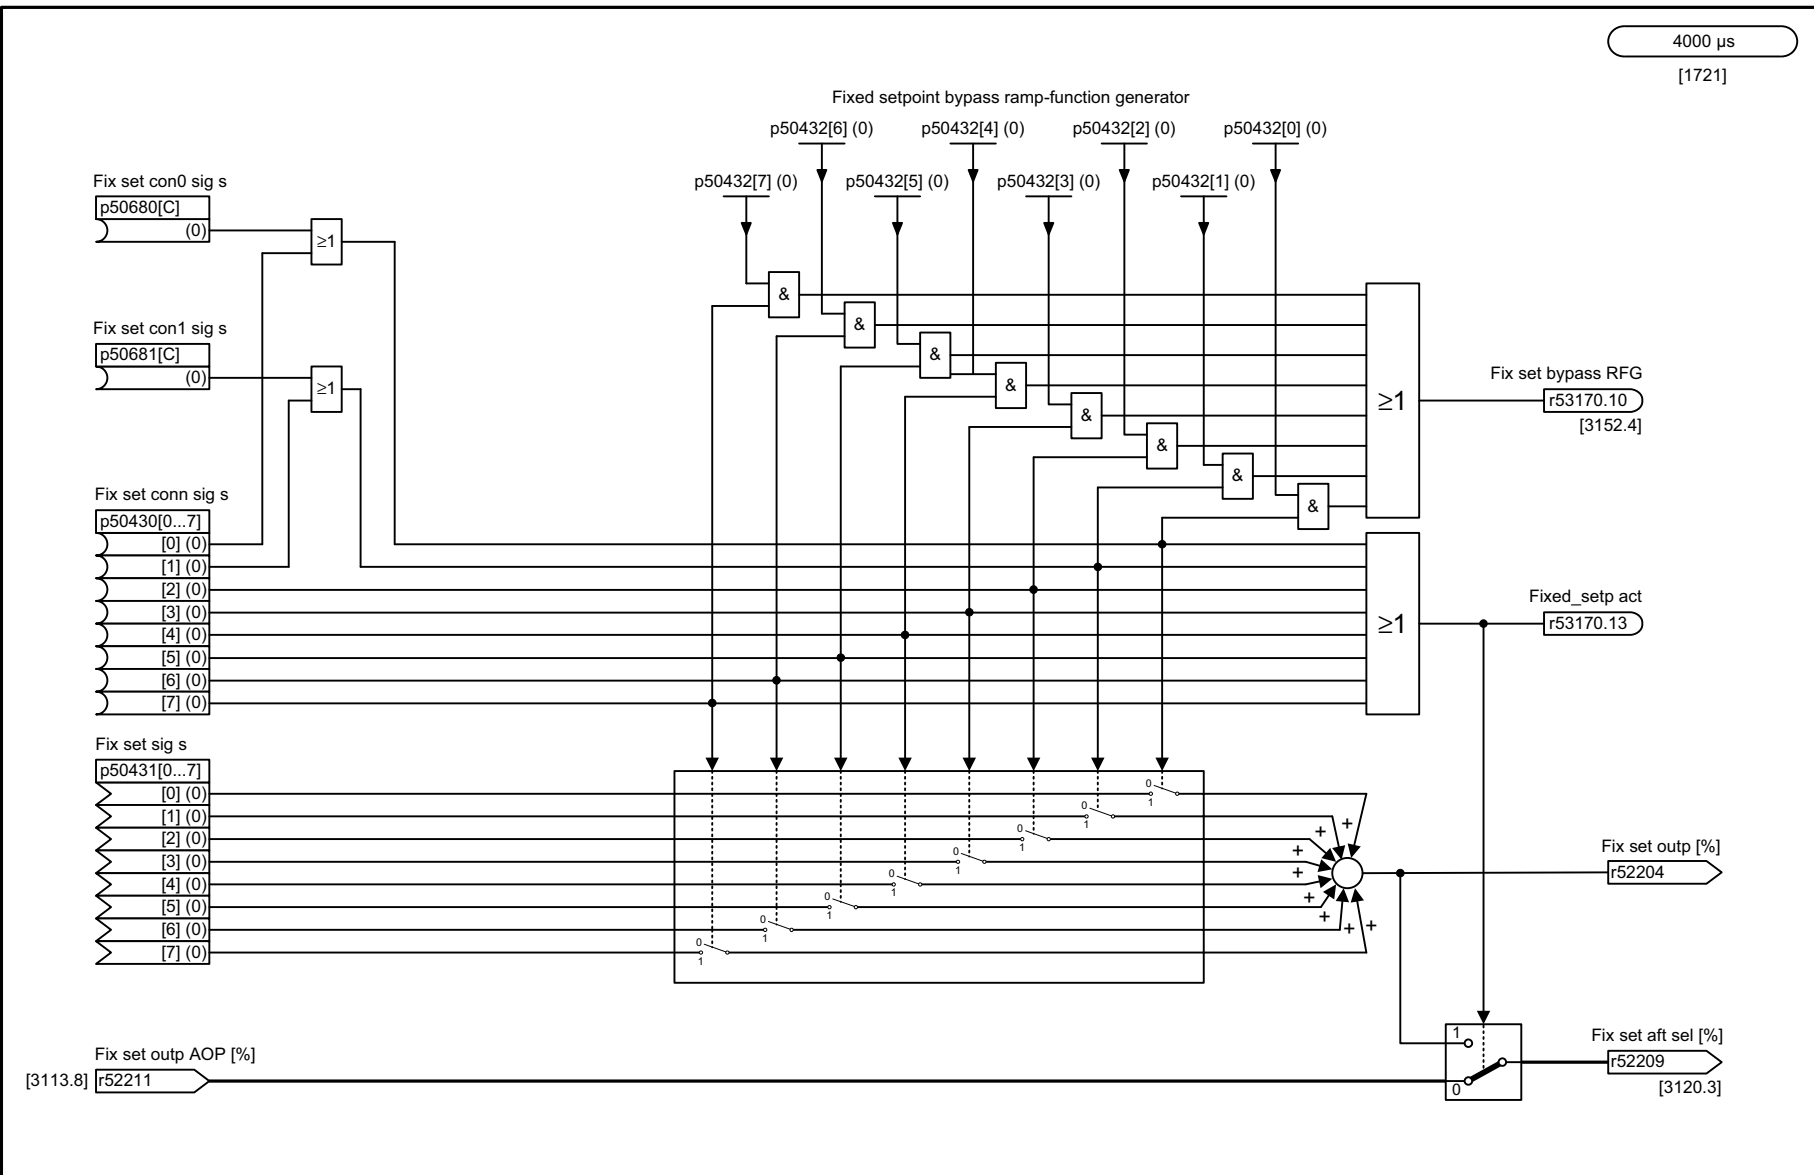 4000 µs
[1721]
Fixed setpoint bypass ramp-function generator
p50432[6] (0)
p50432[4] (0)
p50432[2] (0)
p50432[0] (0)
p50432[7] (0)
p50432[5] (0)
p50432[3] (0)
p50432[1] (0)
Fix set con0 sig s
p50680[C]
(0)
≥1
&
&
&
&
&
&
&
&
Fix set con1 sig s
p50681[C]
(0)
≥1
≥1
Fix set bypass RFG
r53170.10
[3152.4]
Fix set conn sig s
p50430[0...7]
[0] (0)
[1] (0)
[2] (0)
[3] (0)
[4] (0)
[5] (0)
[6] (0)
[7] (0)
≥1
Fixed_setp act
r53170.13
Fix set sig s
p50431[0...7]
[0] (0)
[1] (0)
[2] (0)
[3] (0)
[4] (0)
[5] (0)
[6] (0)
[7] (0)
0
1
0
1
0
1
0
1
0
1
0
1
0
1
0
1
+
+
+
+
+
+
+
+
Fix set outp [%]
r52204
Fix set outp AOP [%]
[3113.8] r52211
1
0
Fix set aft sel [%]
r52209
[3120.3]